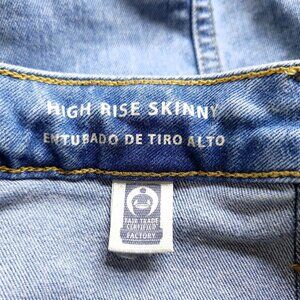 HIGH RISE SKINNY
ENTUBADO DE TIRO ALTO
FAIR TRADE
CERTIFIED
FACTORY